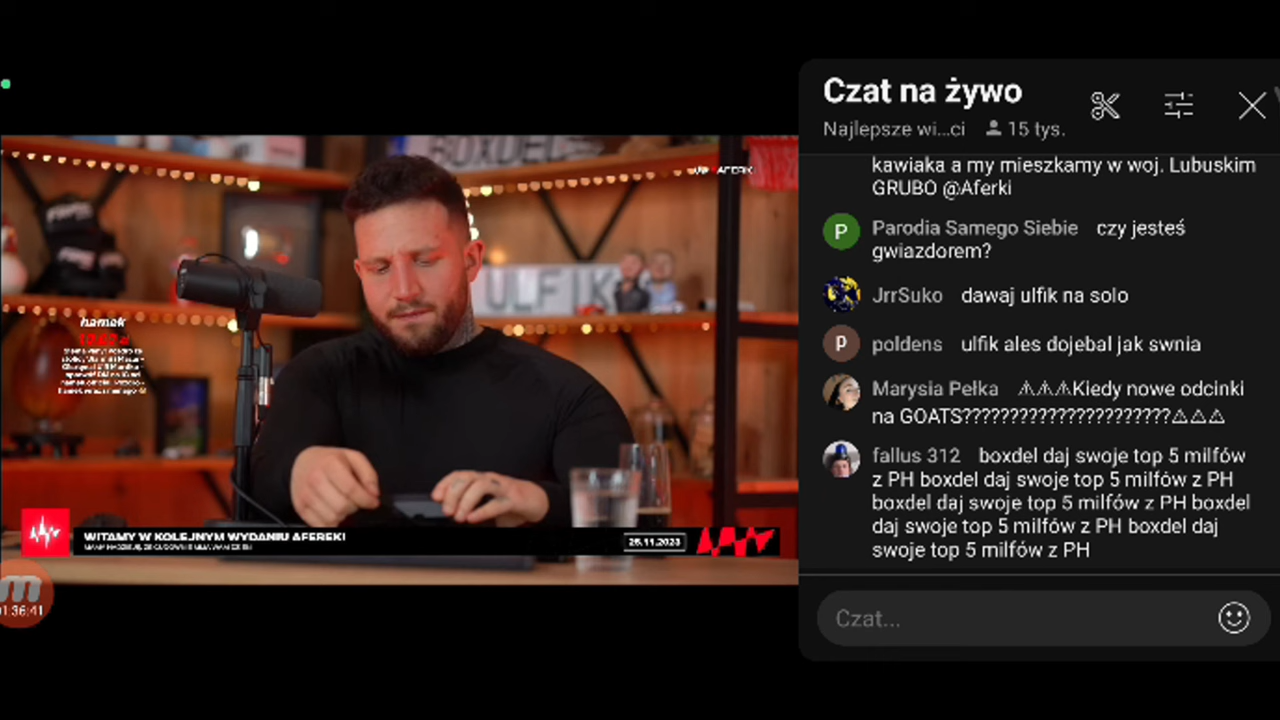 Czat na żywo
Najlepsze wi...ci 15 tys.
kawiaka a my mieszkamy w woj. Lubuskim
GRUBO @Aferki
P Parodia Samego Siebie czy jesteś
gwiazdorem?
JrrSuko dawaj ulfik na solo
P poldens ulfik ales dojebal jak swnia
Marysia Pełka ⚠⚠⚠Kiedy nowe odcinki
na GOATS??????????????????????⚠⚠⚠
fallus 312 boxdel daj swoje top 5 milfów
z PH boxdel daj swoje top 5 milfów z PH
boxdel daj swoje top 5 milfów z PH boxdel
daj swoje top 5 milfów z PH boxdel daj
swoje top 5 milfów z PH
Czat...
BOXDEL
AFERK
ULFIK
hamek
WITAMY W KOLEJNYM WYDANIU AFEREK!
25.11.2023
m
1:36:41